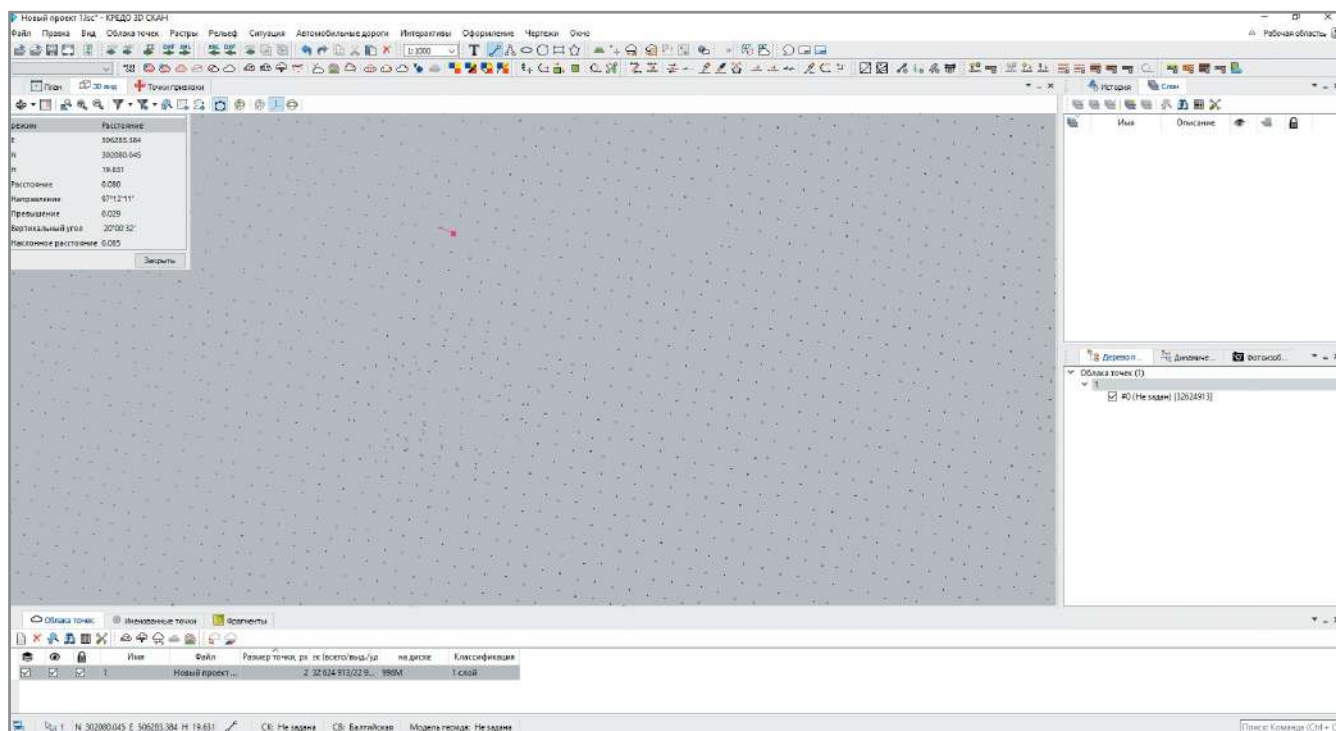 Новый проект 1.lsc* - КРЕДО 3D СКАН
Файл Правка Вид Облака точек Растры Рельеф Ситуация Автомобильные дороги Интерактивы Оформление Чертежи Окно
Рабочая область
1:1000
План 3D вид Точки привязки
История Слои
режим Расстояние
E 506285.384
N 302080.045
H 19.631
Расстояние 0.080
Направление 97°12'11"
Превышение 0.029
Вертикальный угол 20°00'32"
Наклонное расстояние 0.085
Закрыть
Имя Описание
Дерево п... Динамиче... Фотоизоб...
Облака точек (1)
1
#0 (Не задан) [32624913]
Облака точек Именованные точки Фрагменты
Имя Файл Размер точки, px ек (всего/выд./уд на диске Классификация
1 Новый проект ... 2 32 624 913/22 9... 996М 1 слой
1 N 302080.045 E 506285.384 H 19.631 СК: Не задана СВ: Балтийская Модель геоида: Не задана
Поиск: Команда (Ctrl +